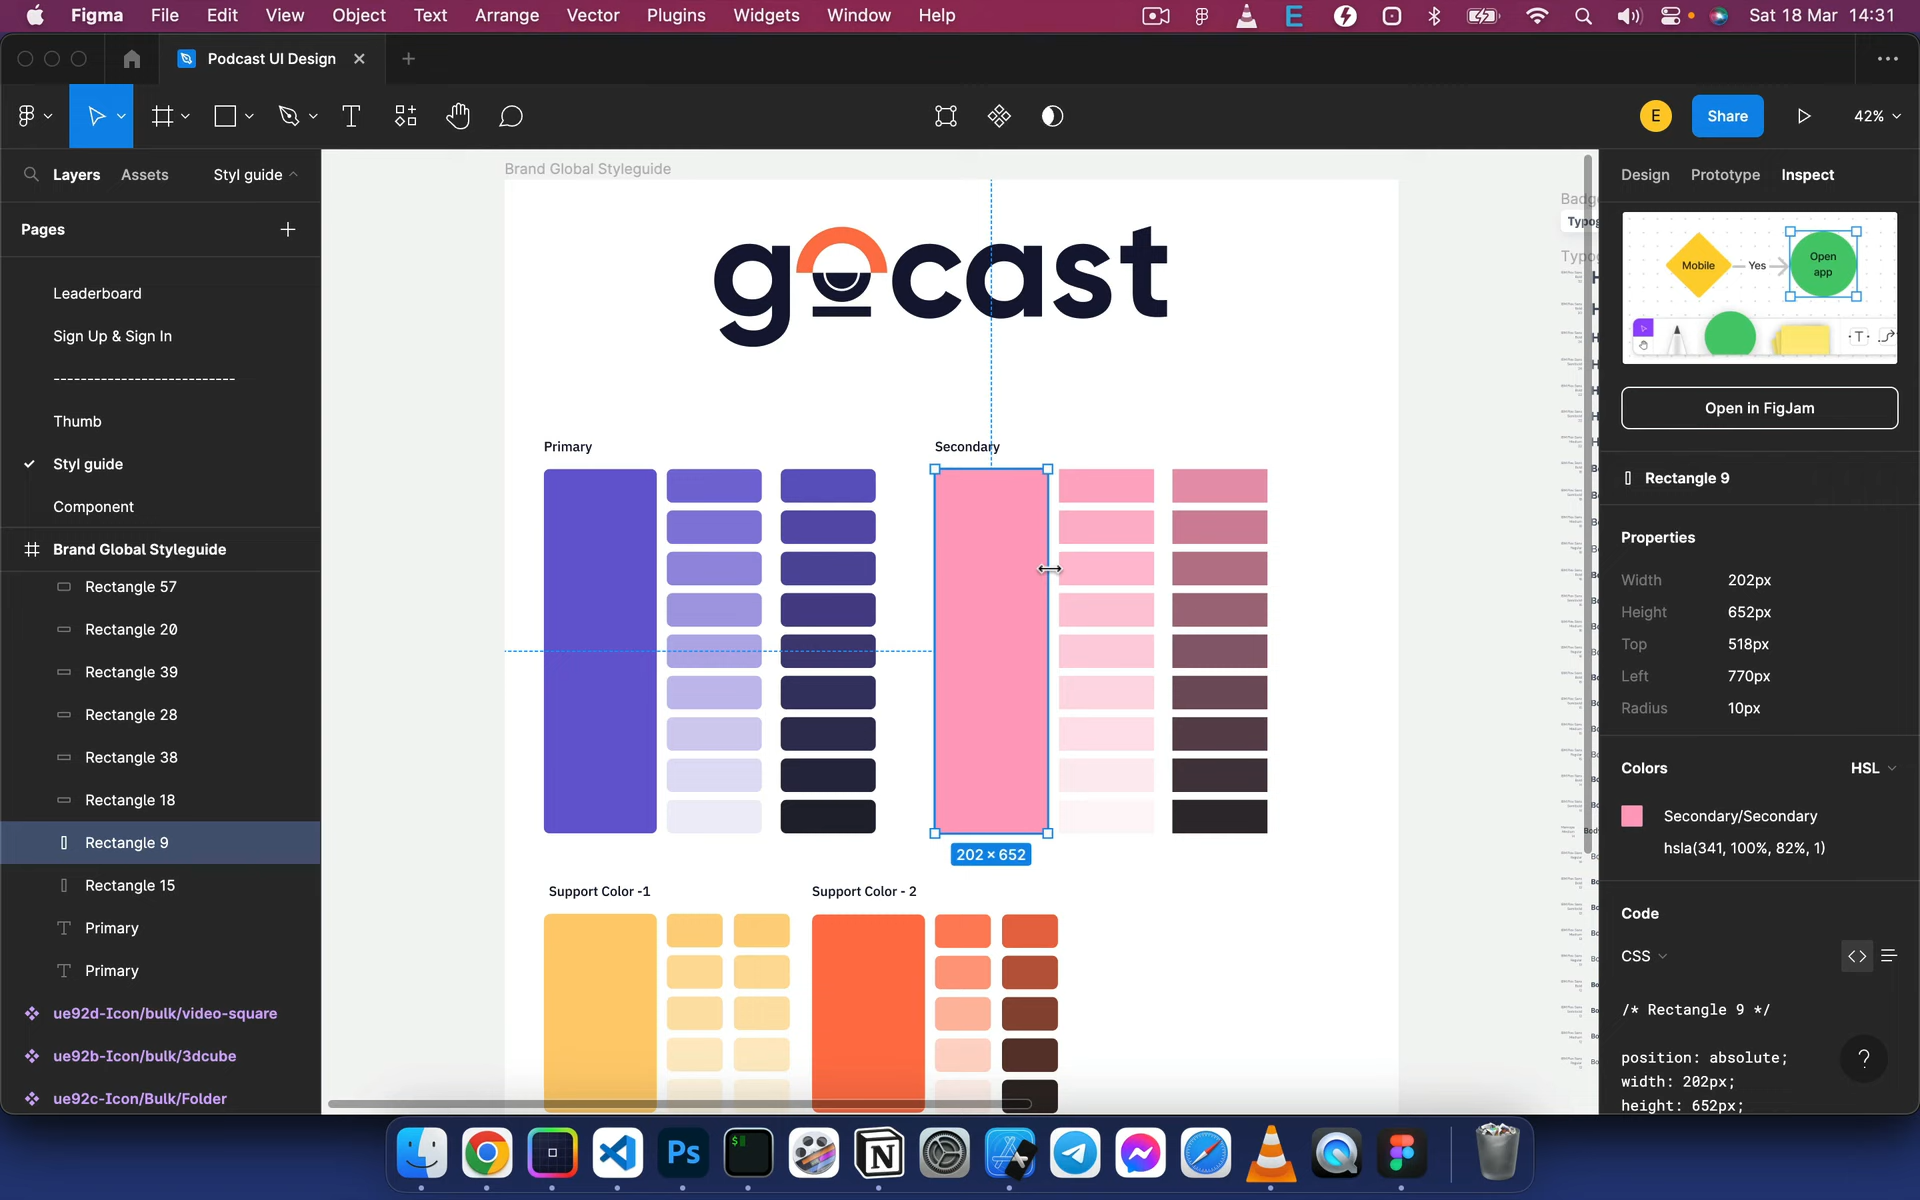 Figma File Edit View Object Text Arrange Vector Plugins Widgets Window Help
Sat 18 Mar 14:31
Podcast UI Design
E
Share
42%
Layers
Assets
Styl guide
Pages
Leaderboard
Sign Up & Sign In
---------------------------
Thumb
Styl guide
Component
Brand Global Styleguide
Rectangle 57
Rectangle 20
Rectangle 39
Rectangle 28
Rectangle 38
Rectangle 18
Rectangle 9
Rectangle 15
Primary
Primary
ue92d-Icon/bulk/video-square
ue92b-Icon/bulk/3dcube
ue92c-Icon/Bulk/Folder
Brand Global Styleguide
gocast
Primary
Secondary
202 × 652
Support Color -1
Support Color - 2
Badg
Typog
Typog
Design
Prototype
Inspect
Mobile
Yes
Open
app
Open in FigJam
Rectangle 9
Properties
Width 202px
Height 652px
Top 518px
Left 770px
Radius 10px
Colors
HSL
Secondary/Secondary
hsla(341, 100%, 82%, 1)
Code
CSS
/* Rectangle 9 */
position: absolute;
width: 202px;
height: 652px;
?
Ps